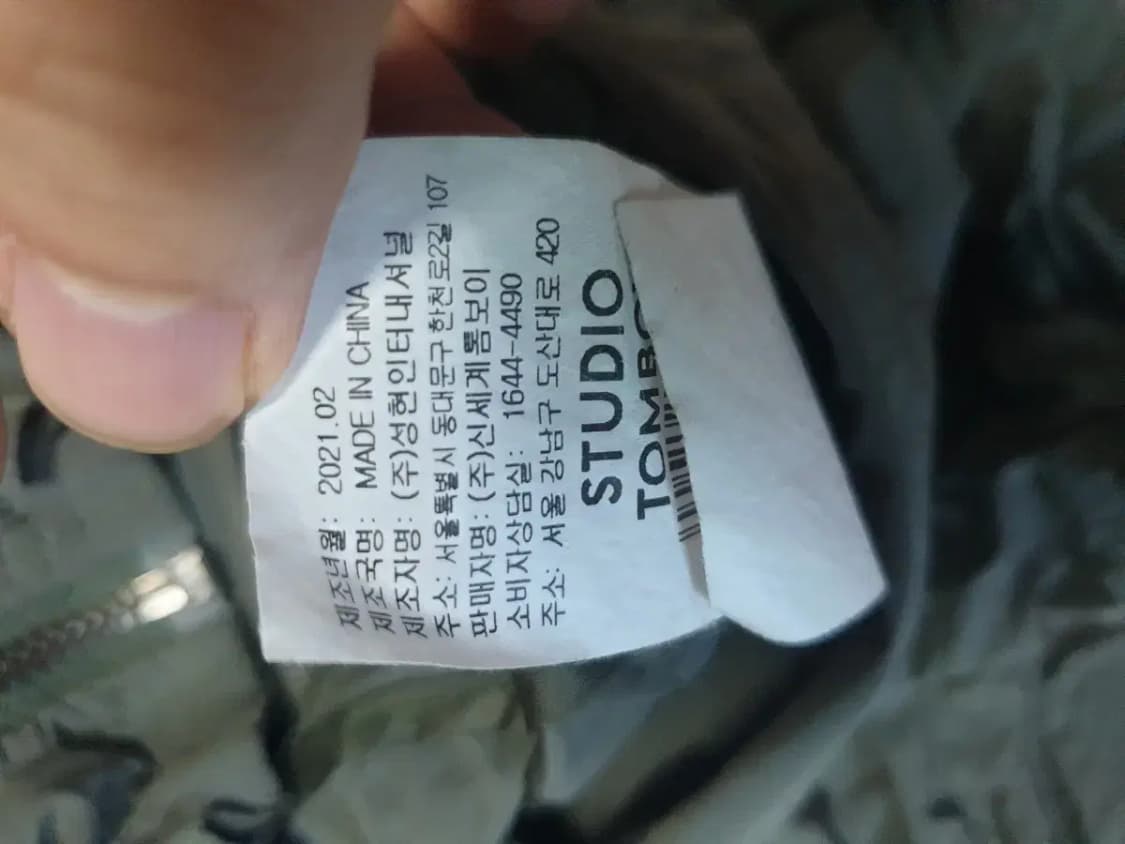 제조년월: 2021.02
제조국명: MADE IN CHINA
제조자명: (주)성현인터내셔널
주소: 서울특별시 동대문구 한천로2길 107
판매자명: (주)신세계톰보이
소비자상담실: 1644-4490
주소: 서울 강남구 도산대로 420
STUDIO